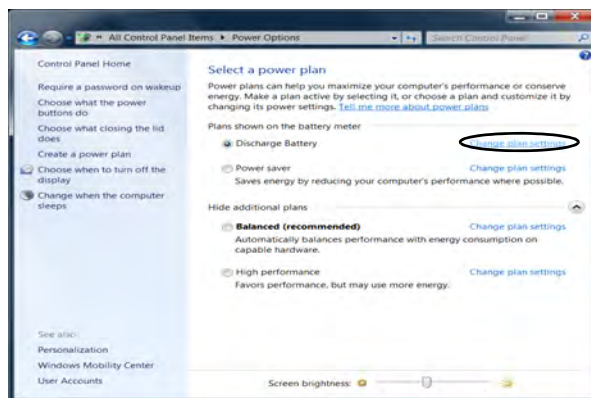 All Control Panel Items ▸ Power Options
Search Control Panel
Control Panel Home
Require a password on wakeup
Choose what the power
buttons do
Choose what closing the lid
does
Create a power plan
Choose when to turn off the
display
Change when the computer
sleeps
See also
Personalization
Windows Mobility Center
User Accounts
Select a power plan
Power plans can help you maximize your computer's performance or conserve
energy. Make a plan active by selecting it, or choose a plan and customize it by
changing its power settings. Tell me more about power plans
Plans shown on the battery meter
Discharge Battery Change plan settings
Power saver Change plan settings
Saves energy by reducing your computer's performance where possible.
Hide additional plans
Balanced (recommended) Change plan settings
Automatically balances performance with energy consumption on
capable hardware.
High performance Change plan settings
Favors performance, but may use more energy.
Screen brightness: